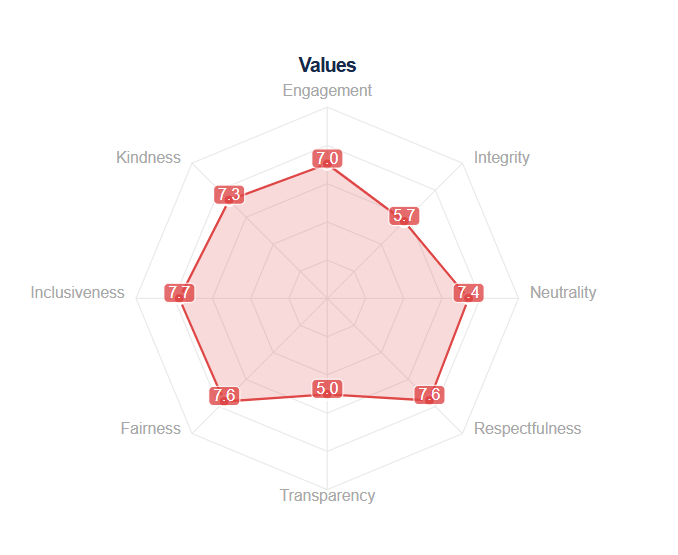 Values
Engagement
7.0
Kindness
Integrity
7.3
5.7
Inclusiveness
7.7
7.4
Neutrality
5.0
7.6
7.6
Fairness
Respectfulness
Transparency